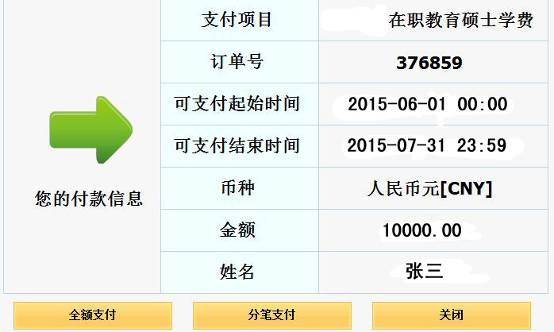 支付项目 在职教育硕士学费
订单号 376859
可支付起始时间 2015-06-01 00:00
可支付结束时间 2015-07-31 23:59
您的付款信息
币种 人民币元[CNY]
金额 10000.00
姓名 张三
全额支付 分笔支付 关闭